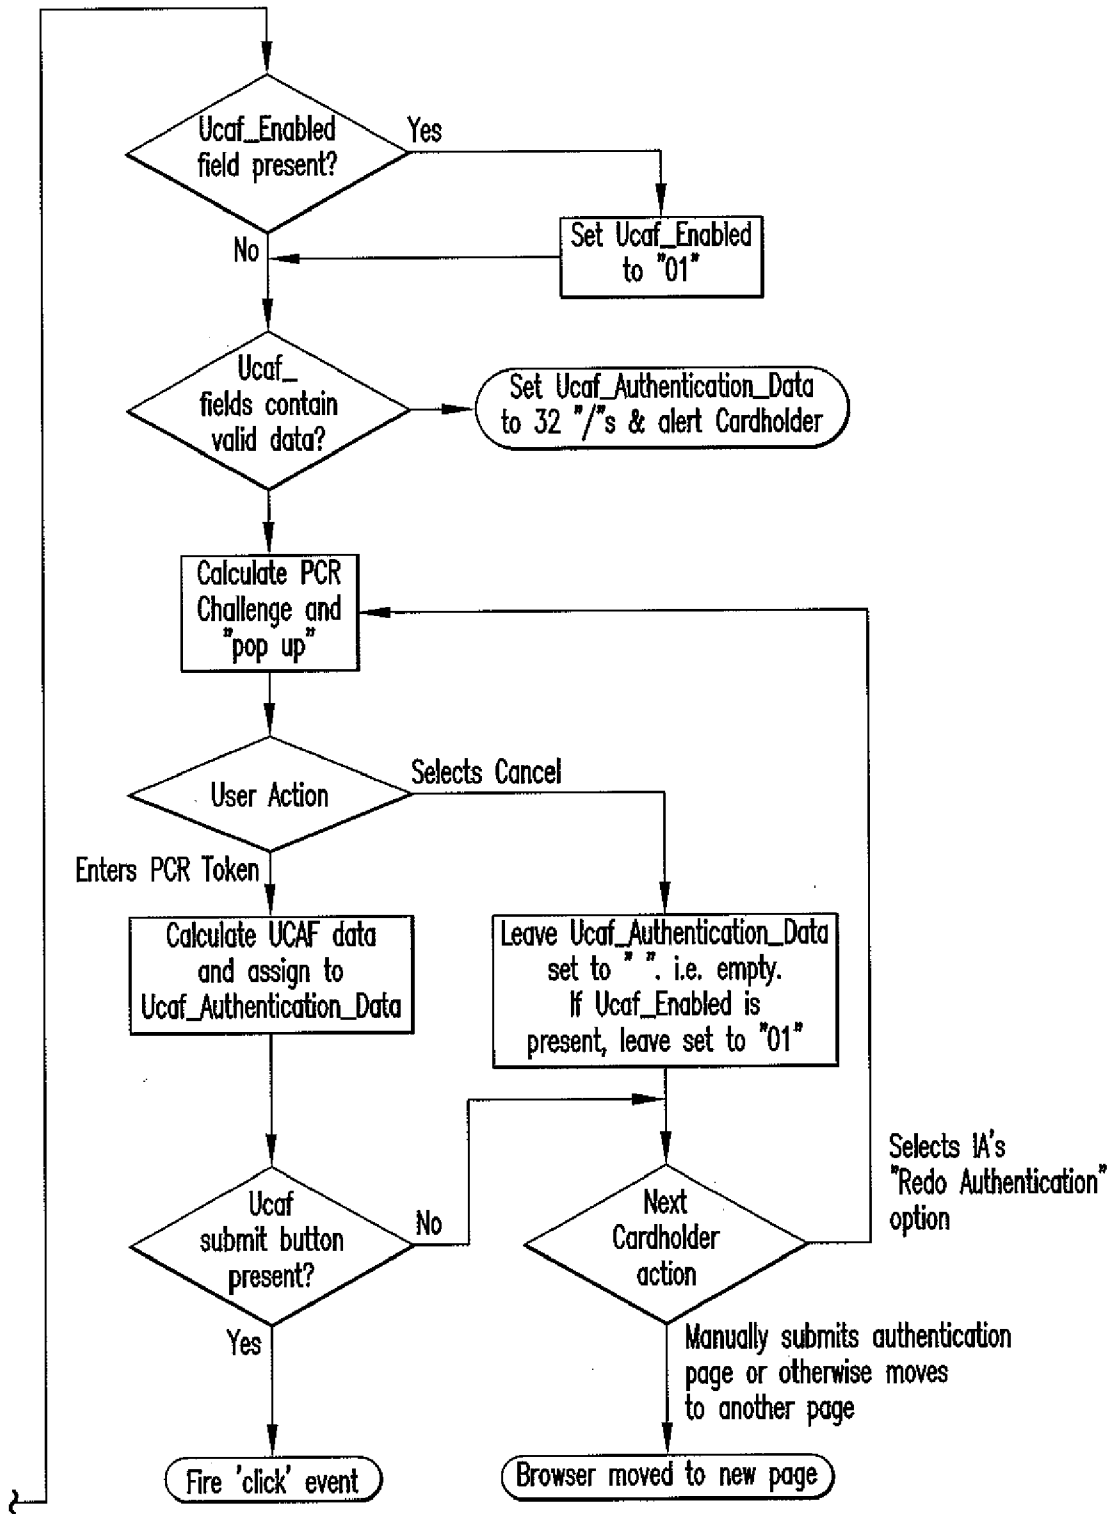 Ucaf_Enabled
field present?
Yes
Set Ucaf_Enabled
to "01"
No
Ucaf_
fields contain
valid data?
Set Ucaf_Authentication_Data
to 32 "/"s & alert Cardholder
Calculate PCR
Challenge and
"pop up"
User Action
Selects Cancel
Enters PCR Token
Calculate UCAF data
and assign to
Ucaf_Authentication_Data
Leave Ucaf_Authentication_Data
set to " ". i.e. empty.
If Ucaf_Enabled is
present, leave set to "01"
Ucaf
submit button
present?
No
Next
Cardholder
action
Selects IA's
"Redo Authentication"
option
Yes
Manually submits authentication
page or otherwise moves
to another page
Fire 'click' event
Browser moved to new page